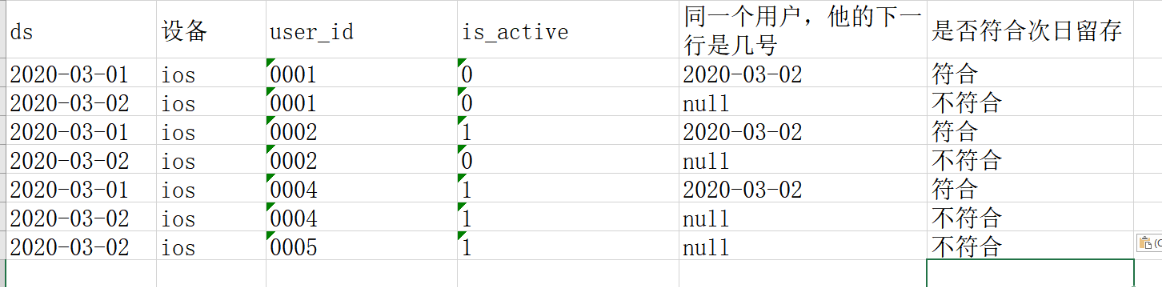 ds 设备 user_id is_active 同一个用户，他的下一行是几号 是否符合次日留存
2020-03-01 ios 0001 0 2020-03-02 符合
2020-03-02 ios 0001 0 null 不符合
2020-03-01 ios 0002 1 2020-03-02 符合
2020-03-02 ios 0002 0 null 不符合
2020-03-01 ios 0004 1 2020-03-02 符合
2020-03-02 ios 0004 1 null 不符合
2020-03-02 ios 0005 1 null 不符合